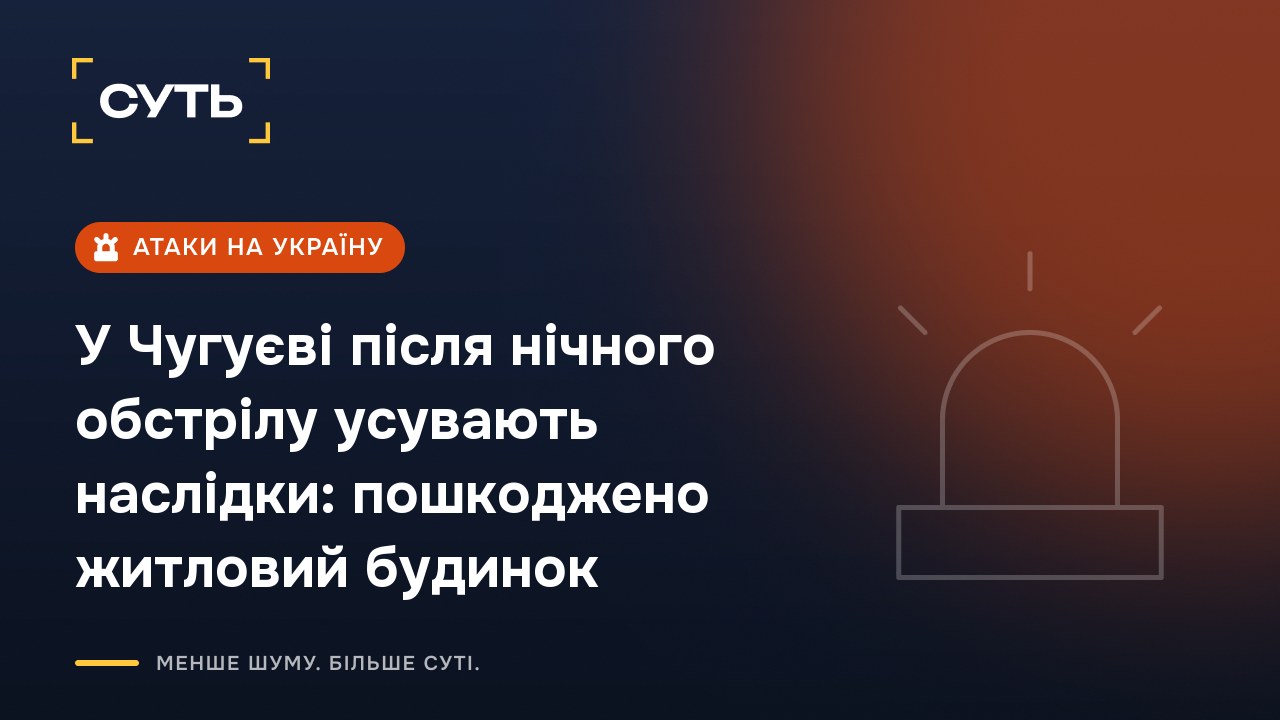 СУТЬ
АТАКИ НА УКРАЇНУ
У Чугуєві після нічного
обстрілу усувають
наслідки: пошкоджено
житловий будинок
МЕНШЕ ШУМУ. БІЛЬШЕ СУТІ.